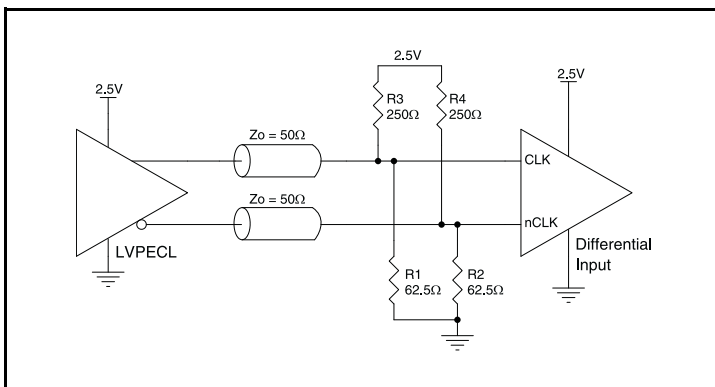 2.5V
2.5V
2.5V
R3
250Ω
R4
250Ω
Zo = 50Ω
CLK
Zo = 50Ω
nCLK
LVPECL
Differential
Input
R1
62.5Ω
R2
62.5Ω